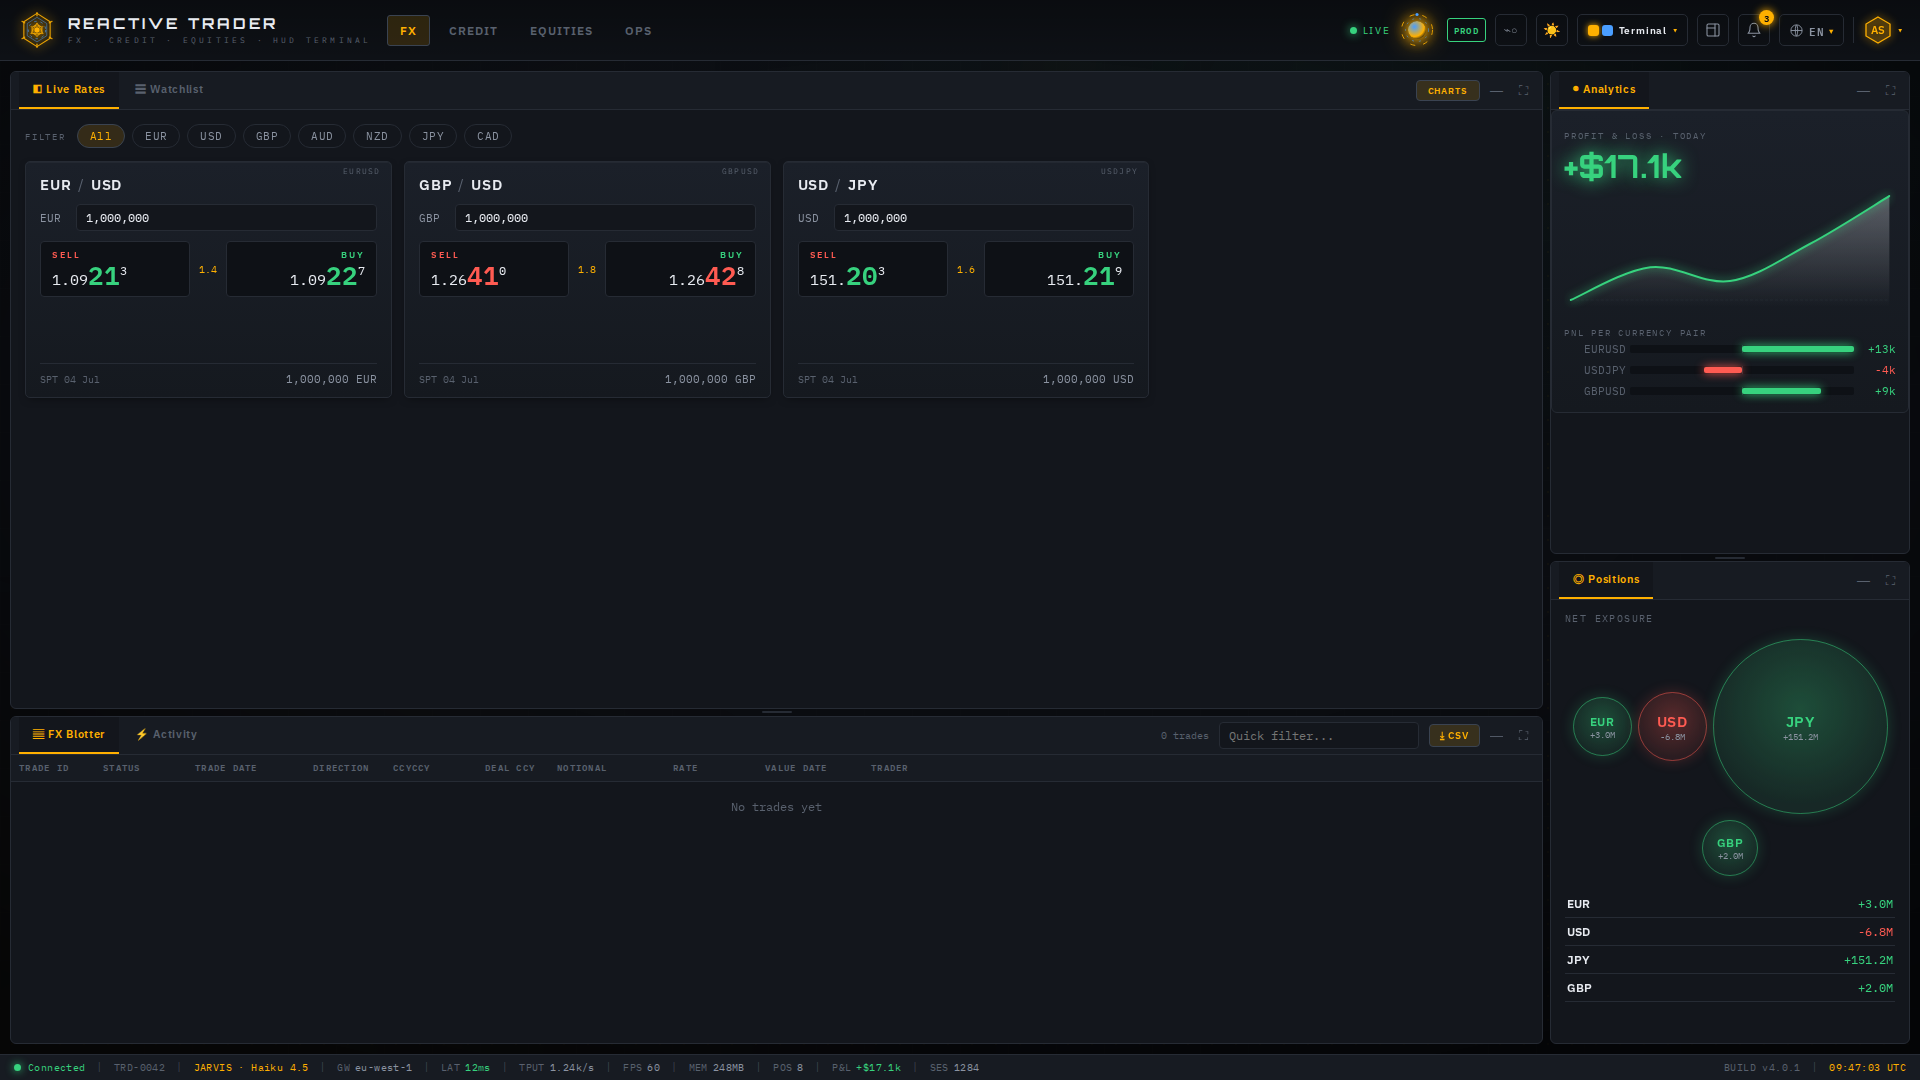 REACTIVE TRADER
FX · CREDIT · EQUITIES · HUD TERMINAL
FX CREDIT EQUITIES OPS
LIVE PROD Terminal 3 EN AS
Live Rates Watchlist CHARTS
FILTER All EUR USD GBP AUD NZD JPY CAD
EURUSD
EUR / USD
EUR 1,000,000
SELL 1.09213
1.4
BUY 1.09227
SPT 04 Jul 1,000,000 EUR
GBPUSD
GBP / USD
GBP 1,000,000
SELL 1.26410
1.8
BUY 1.26428
SPT 04 Jul 1,000,000 GBP
USDJPY
USD / JPY
USD 1,000,000
SELL 151.203
1.6
BUY 151.219
SPT 04 Jul 1,000,000 USD
FX Blotter Activity 0 trades Quick filter... CSV
TRADE ID STATUS TRADE DATE DIRECTION CCYCCY DEAL CCY NOTIONAL RATE VALUE DATE TRADER
No trades yet
Analytics
PROFIT & LOSS · TODAY
+$17.1k
PNL PER CURRENCY PAIR
EURUSD +13k
USDJPY -4k
GBPUSD +9k
Positions
NET EXPOSURE
EUR
+3.0M
USD
-6.8M
JPY
+151.2M
GBP
+2.0M
EUR +3.0M
USD -6.8M
JPY +151.2M
GBP +2.0M
Connected TRD-0042 JARVIS · Haiku 4.5 GW eu-west-1 LAT 12ms TPUT 1.24k/s FPS 60 MEM 248MB POS 8 P&L +$17.1k SES 1284 BUILD v4.0.1 09:47:03 UTC